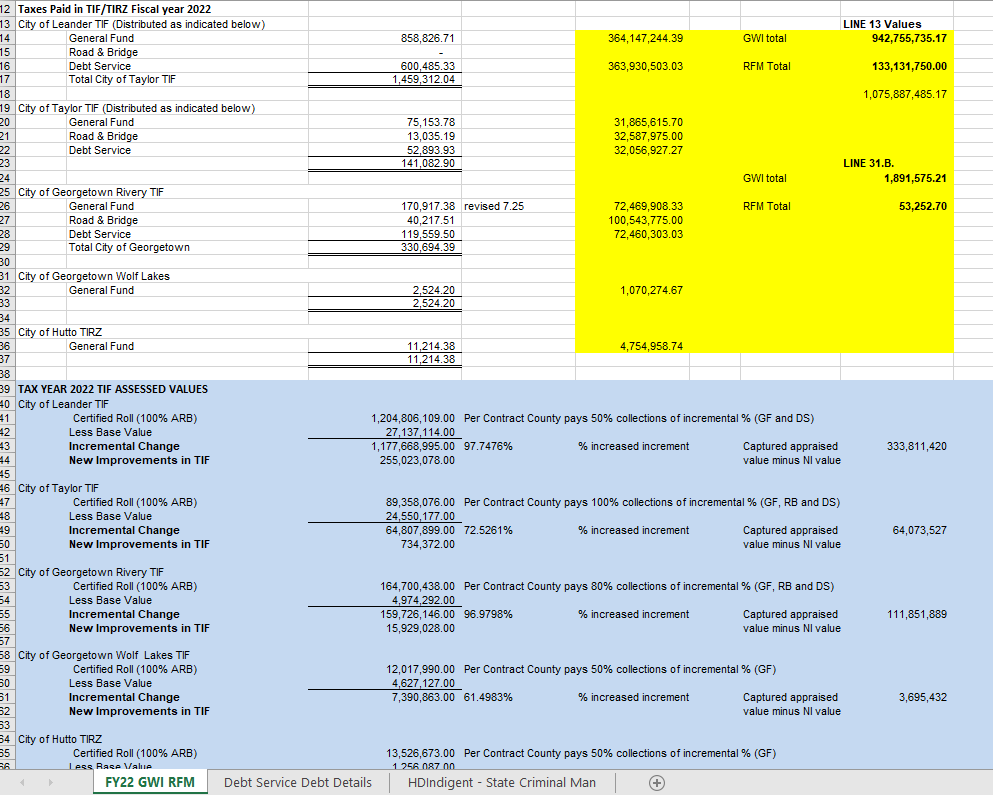 12 Taxes Paid in TIF/TIRZ Fiscal year 2022
13 City of Leander TIF (Distributed as indicated below) LINE 13 Values
14 General Fund 858,826.71 364,147,244.39 GWI total 942,755,735.17
15 Road & Bridge -
16 Debt Service 600,485.33 363,930,503.03 RFM Total 133,131,750.00
17 Total City of Taylor TIF 1,459,312.04
18 1,075,887,485.17
19 City of Taylor TIF (Distributed as indicated below)
20 General Fund 75,153.78 31,865,615.70
21 Road & Bridge 13,035.19 32,587,975.00
22 Debt Service 52,893.93 32,056,927.27
23 141,082.90 LINE 31.B.
24 GWI total 1,891,575.21
25 City of Georgetown Rivery TIF
26 General Fund 170,917.38 revised 7.25 72,469,908.33 RFM Total 53,252.70
27 Road & Bridge 40,217.51 100,543,775.00
28 Debt Service 119,559.50 72,460,303.03
29 Total City of Georgetown 330,694.39
30
31 City of Georgetown Wolf Lakes
32 General Fund 2,524.20 1,070,274.67
33 2,524.20
34
35 City of Hutto TIRZ
36 General Fund 11,214.38 4,754,958.74
37 11,214.38
38
39 TAX YEAR 2022 TIF ASSESSED VALUES
40 City of Leander TIF
41 Certified Roll (100% ARB) 1,204,806,109.00 Per Contract County pays 50% collections of incremental % (GF and DS)
42 Less Base Value 27,137,114.00
43 Incremental Change 1,177,668,995.00 97.7476% % increased increment Captured appraised 333,811,420
44 New Improvements in TIF 255,023,078.00 value minus NI value
45
46 City of Taylor TIF
47 Certified Roll (100% ARB) 89,358,076.00 Per Contract County pays 100% collections of incremental % (GF, RB and DS)
48 Less Base Value 24,550,177.00
49 Incremental Change 64,807,899.00 72.5261% % increased increment Captured appraised 64,073,527
50 New Improvements in TIF 734,372.00 value minus NI value
51
52 City of Georgetown Rivery TIF
53 Certified Roll (100% ARB) 164,700,438.00 Per Contract County pays 80% collections of incremental % (GF, RB and DS)
54 Less Base Value 4,974,292.00
55 Incremental Change 159,726,146.00 96.9798% % increased increment Captured appraised 111,851,889
56 New Improvements in TIF 15,929,028.00 value minus NI value
57
58 City of Georgetown Wolf Lakes TIF
59 Certified Roll (100% ARB) 12,017,990.00 Per Contract County pays 50% collections of incremental % (GF)
60 Less Base Value 4,627,127.00
61 Incremental Change 7,390,863.00 61.4983% % increased increment Captured appraised 3,695,432
62 New Improvements in TIF value minus NI value
63
64 City of Hutto TIRZ
65 Certified Roll (100% ARB) 13,526,673.00 Per Contract County pays 50% collections of incremental % (GF)
66 Less Base Value 1,256,087.00
FY22 GWI RFM Debt Service Debt Details HDIndigent - State Criminal Man